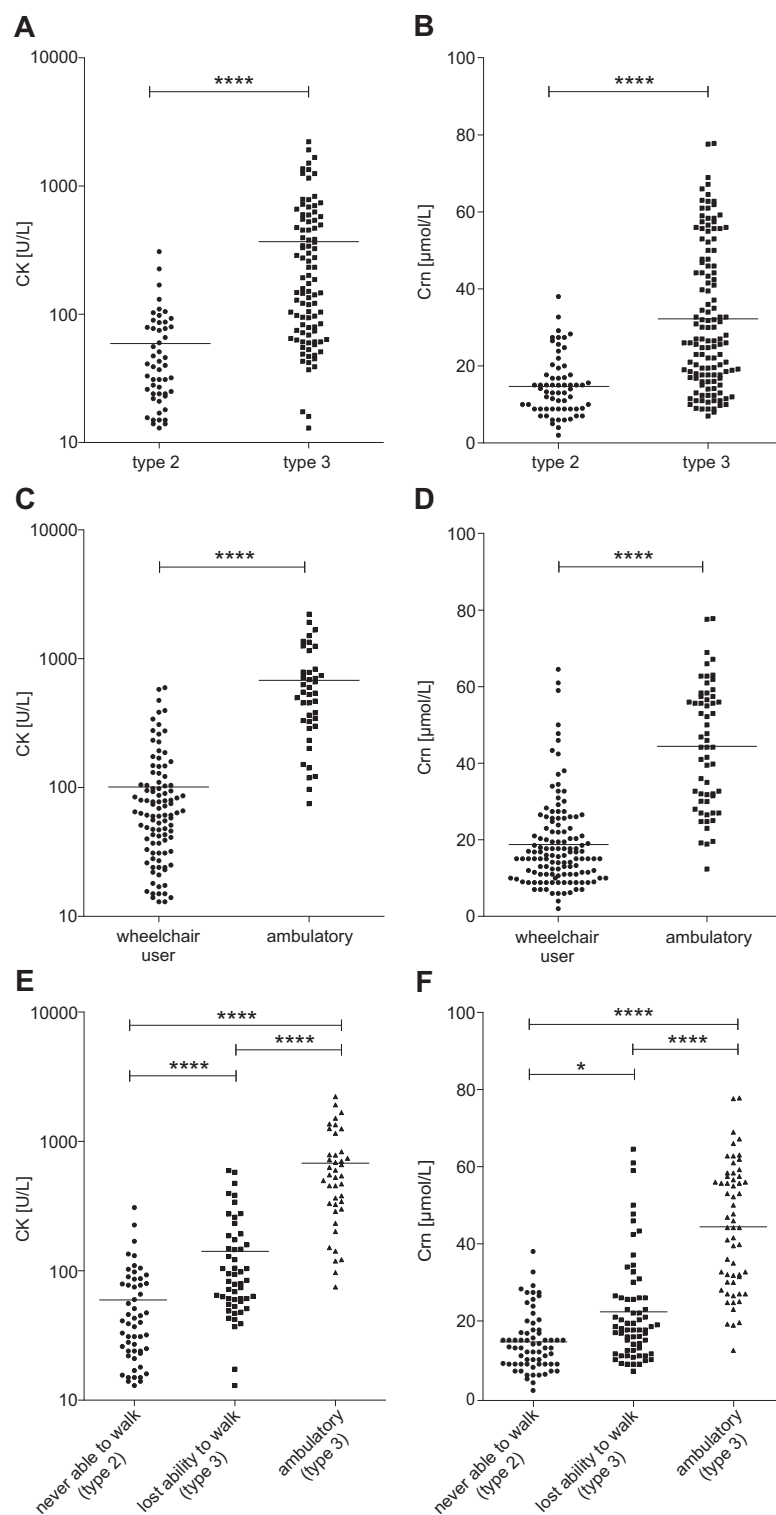 A
B
10000
1000
100
10
CK [U/L]
****
type 2
type 3
100
80
60
40
20
0
Crn [µmol/L]
****
type 2
type 3
C
D
10000
1000
100
10
CK [U/L]
****
wheelchair
user
ambulatory
100
80
60
40
20
0
Crn [µmol/L]
****
wheelchair
user
ambulatory
E
F
10000
1000
100
10
CK [U/L]
****
****
****
never able to walk
(type 2)
lost ability to walk
(type 3)
ambulatory
(type 3)
100
80
60
40
20
0
Crn [µmol/L]
****
****
*
never able to walk
(type 2)
lost ability to walk
(type 3)
ambulatory
(type 3)